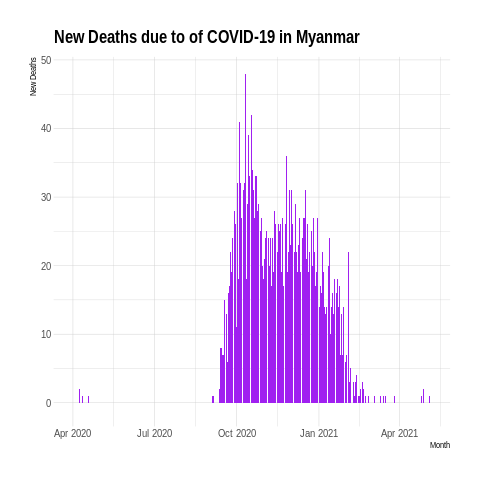 New Deaths due to of COVID-19 in Myanmar
New Deaths
50
40
30
20
10
0
Apr 2020 Jul 2020 Oct 2020 Jan 2021 Apr 2021
Month